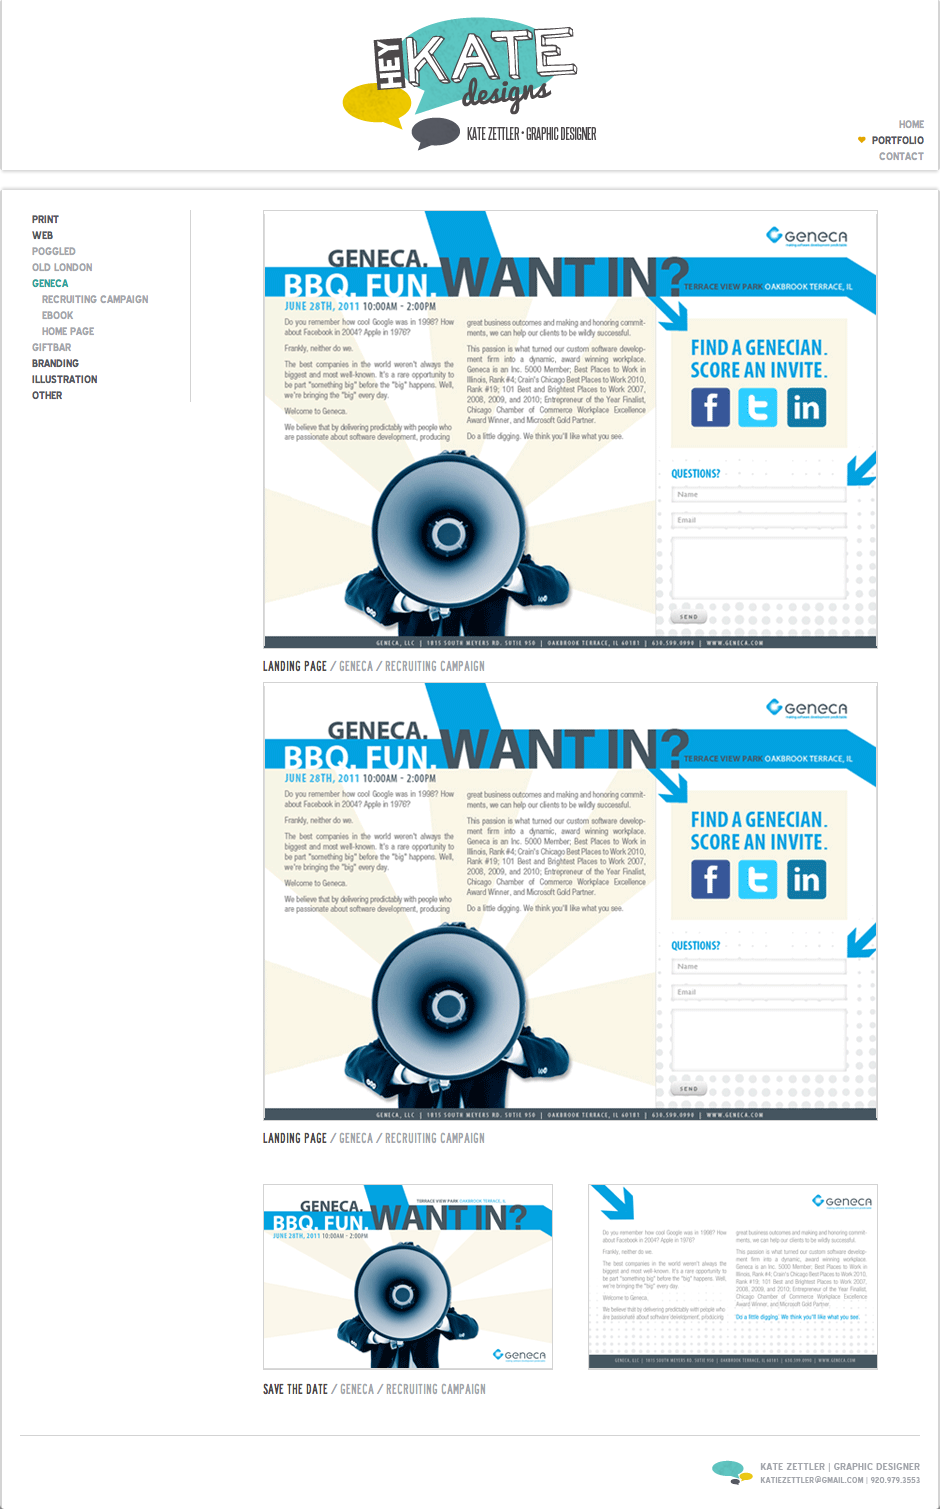 HEY KATE
designs
KATE ZETTLER • GRAPHIC DESIGNER
HOME
PORTFOLIO
CONTACT
PRINT
WEB
POGGLED
OLD LONDON
GENECA
RECRUITING CAMPAIGN
EBOOK
HOME PAGE
GIFTBAR
BRANDING
ILLUSTRATION
OTHER
GENECA
making software development predictable
GENECA.
BBQ. FUN. WANT IN?
TERRACE VIEW PARK OAKBROOK TERRACE, IL
JUNE 28TH, 2011 10:00AM - 2:00PM
Do you remember how cool Google was in 1998? How
about Facebook in 2004? Apple in 1976?
Frankly, neither do we.
The best companies in the world weren't always the
biggest and most well-known. It's a rare opportunity to
be part "something big" before the "big" happens. Well,
we're bringing the "big" every day.
Welcome to Geneca.
We believe that by delivering predictably with people who
are passionate about software development, producing
great business outcomes and making and honoring commit-
ments, we can help our clients to be wildly successful.
This passion is what turned our custom software develop-
ment firm into a dynamic, award winning workplace.
Geneca is an Inc. 5000 Member; Best Places to Work in
Illinois, Rank #4; Crain's Chicago Best Places to Work 2010,
Rank #19; 101 Best and Brightest Places to Work 2007,
2008, 2009, and 2010; Entrepreneur of the Year Finalist,
Chicago Chamber of Commerce Workplace Excellence
Award Winner, and Microsoft Gold Partner.
Do a little digging. We think you'll like what you see.
FIND A GENECIAN.
SCORE AN INVITE.
f t in
QUESTIONS?
Name
Email
SEND
GENECA, LLC | 1815 SOUTH MEYERS RD. SUTIE 950 | OAKBROOK TERRACE, IL 60181 | 630.599.0990 | WWW.GENECA.COM
LANDING PAGE / GENECA / RECRUITING CAMPAIGN
GENECA
making software development predictable
GENECA.
BBQ. FUN. WANT IN?
TERRACE VIEW PARK OAKBROOK TERRACE, IL
JUNE 28TH, 2011 10:00AM - 2:00PM
Do you remember how cool Google was in 1998? How
about Facebook in 2004? Apple in 1976?
Frankly, neither do we.
The best companies in the world weren't always the
biggest and most well-known. It's a rare opportunity to
be part "something big" before the "big" happens. Well,
we're bringing the "big" every day.
Welcome to Geneca.
We believe that by delivering predictably with people who
are passionate about software development, producing
great business outcomes and making and honoring commit-
ments, we can help our clients to be wildly successful.
This passion is what turned our custom software develop-
ment firm into a dynamic, award winning workplace.
Geneca is an Inc. 5000 Member; Best Places to Work in
Illinois, Rank #4; Crain's Chicago Best Places to Work 2010,
Rank #19; 101 Best and Brightest Places to Work 2007,
2008, 2009, and 2010; Entrepreneur of the Year Finalist,
Chicago Chamber of Commerce Workplace Excellence
Award Winner, and Microsoft Gold Partner.
Do a little digging. We think you'll like what you see.
FIND A GENECIAN.
SCORE AN INVITE.
f t in
QUESTIONS?
Name
Email
SEND
GENECA, LLC | 1815 SOUTH MEYERS RD. SUTIE 950 | OAKBROOK TERRACE, IL 60181 | 630.599.0990 | WWW.GENECA.COM
LANDING PAGE / GENECA / RECRUITING CAMPAIGN
TERRACE VIEW PARK OAKBROOK TERRACE, IL
GENECA.
BBQ. FUN. WANT IN?
JUNE 28TH, 2011 10:00AM - 2:00PM
GENECA
GENECA
Do you remember how cool Google was in 1998? How
about Facebook in 2004? Apple in 1976?
Frankly, neither do we.
The best companies in the world weren't always the
biggest and most well-known. It's a rare opportunity to
be part "something big" before the "big" happens. Well,
we're bringing the "big" every day.
Welcome to Geneca.
We believe that by delivering predictably with people who
are passionate about software development, producing
great business outcomes and making and honoring commit-
ments, we can help our clients to be wildly successful.
This passion is what turned our custom software develop-
ment firm into a dynamic, award winning workplace.
Geneca is an Inc. 5000 Member; Best Places to Work in
Illinois, Rank #4; Crain's Chicago Best Places to Work 2010,
Rank #19; 101 Best and Brightest Places to Work 2007,
2008, 2009, and 2010; Entrepreneur of the Year Finalist,
Chicago Chamber of Commerce Workplace Excellence
Award Winner, and Microsoft Gold Partner.
Do a little digging. We think you'll like what you see.
GENECA, LLC | 1815 SOUTH MEYERS RD. SUTIE 950 | OAKBROOK TERRACE, IL 60181 | 630.599.0990 | WWW.GENECA.COM
SAVE THE DATE / GENECA / RECRUITING CAMPAIGN
KATE ZETTLER | GRAPHIC DESIGNER
KATIEZETTLER@GMAIL.COM | 920.979.3553